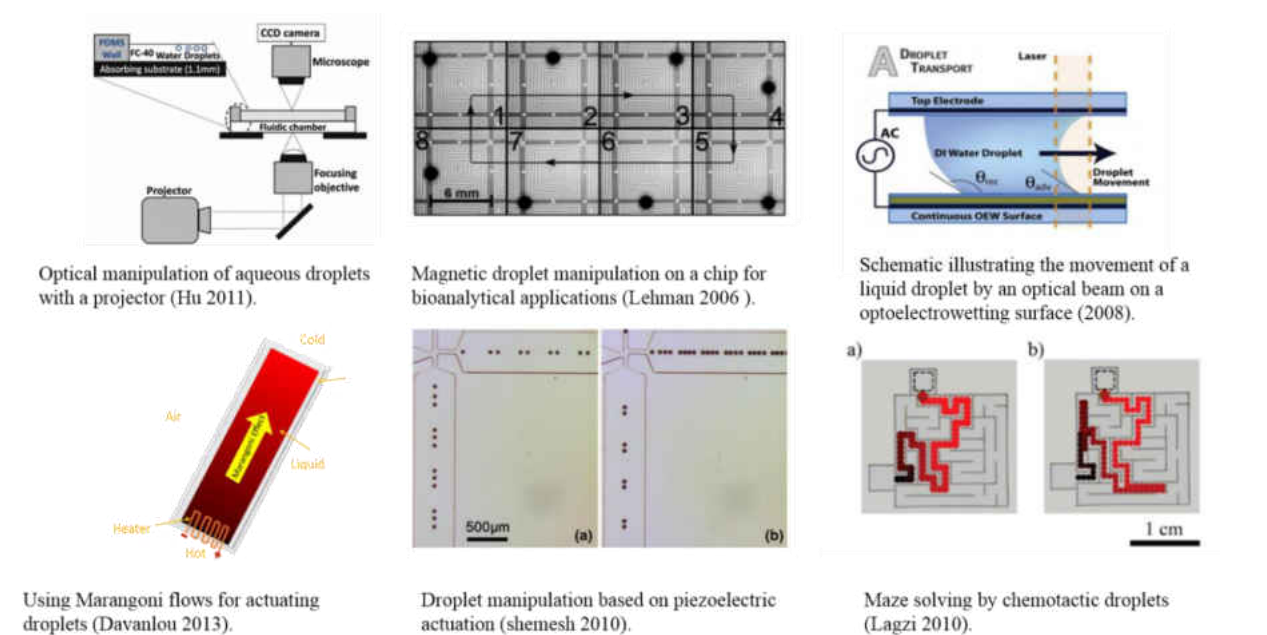 PDMS
Wall
FC-40 Water Droplets
Absorbing substrate (1.1mm)
CCD camera
Microscope
Fluidic chamber
Focusing
objective
Projector
Optical manipulation of aqueous droplets
with a projector (Hu 2011).
1
2
3
4
8
7
6
5
6 mm
Magnetic droplet manipulation on a chip for
bioanalytical applications (Lehman 2006 ).
A DROPLET
TRANSPORT
Laser
Top Electrode
AC
DI Water Droplet
θrec
θadv
Droplet
Movement
Continuous OEW Surface
Schematic illustrating the movement of a
liquid droplet by an optical beam on a
optoelectrowetting surface (2008).
Cold
Air
Marangoni Effect
Liquid
Heater
Hot
Using Marangoni flows for actuating
droplets (Davanlou 2013).
500µm
(a)
(b)
Droplet manipulation based on piezoelectric
actuation (shemesh 2010).
a)
b)
1 cm
Maze solving by chemotactic droplets
(Lagzi 2010).